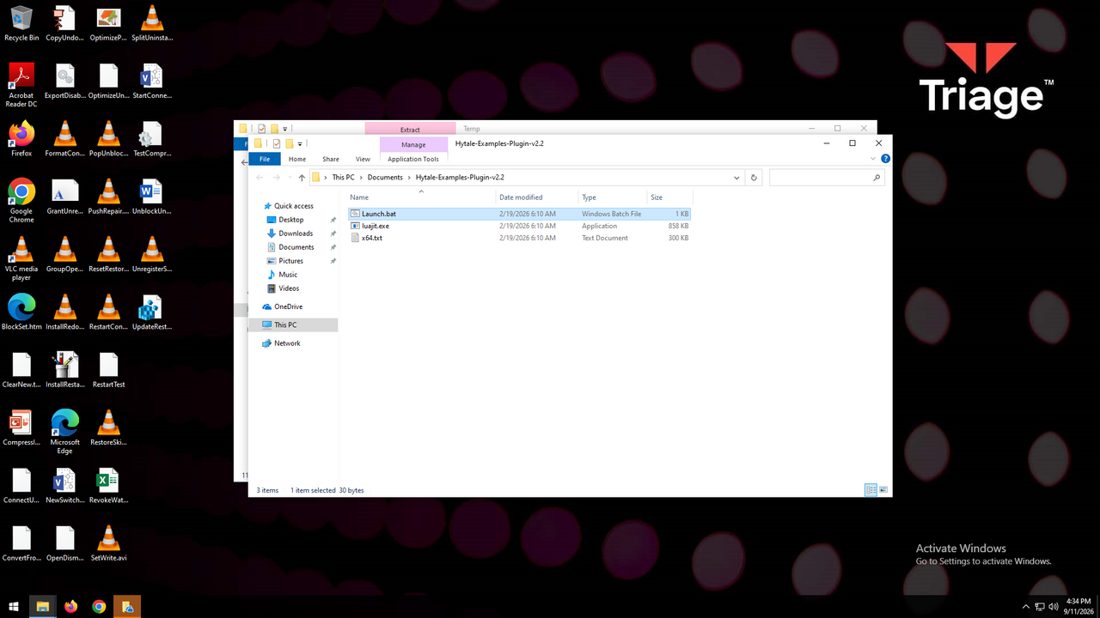 Recycle Bin
CopyUndo...
OptimizeP...
SplitUninsta...
Acrobat Reader DC
ExportDisab...
OptimizeUn...
StartConne...
Firefox
FormatCon...
PopUnbloc...
TestCompr...
Google Chrome
GrantUnre...
PushRepair...
UnblockUn...
VLC media player
GroupOpe...
ResetRestor...
UnregisterS...
BlockSet.htm
InstallRedo...
RestartCon...
UpdateRest...
ClearNew.t...
InstallResta...
RestartTest
CompressI...
Microsoft Edge
RestoreSki...
ConnectU...
NewSwitch...
RevokeWat...
ConvertFro...
OpenDism...
SetWrite.avi
Triage™
Extract
Temp
Manage
Hytale-Examples-Plugin-v2.2
File
Home
Share
View
Application Tools
This PC
Documents
Hytale-Examples-Plugin-v2.2
Name
Date modified
Type
Size
Launch.bat 2/19/2026 6:10 AM Windows Batch File 1 KB
luajit.exe 2/19/2026 6:10 AM Application 858 KB
x64.txt 2/19/2026 6:10 AM Text Document 300 KB
Quick access
Desktop
Downloads
Documents
Pictures
Music
Videos
OneDrive
This PC
Network
11
3 items 1 item selected 30 bytes
Activate Windows
Go to Settings to activate Windows.
4:34 PM
9/11/2026